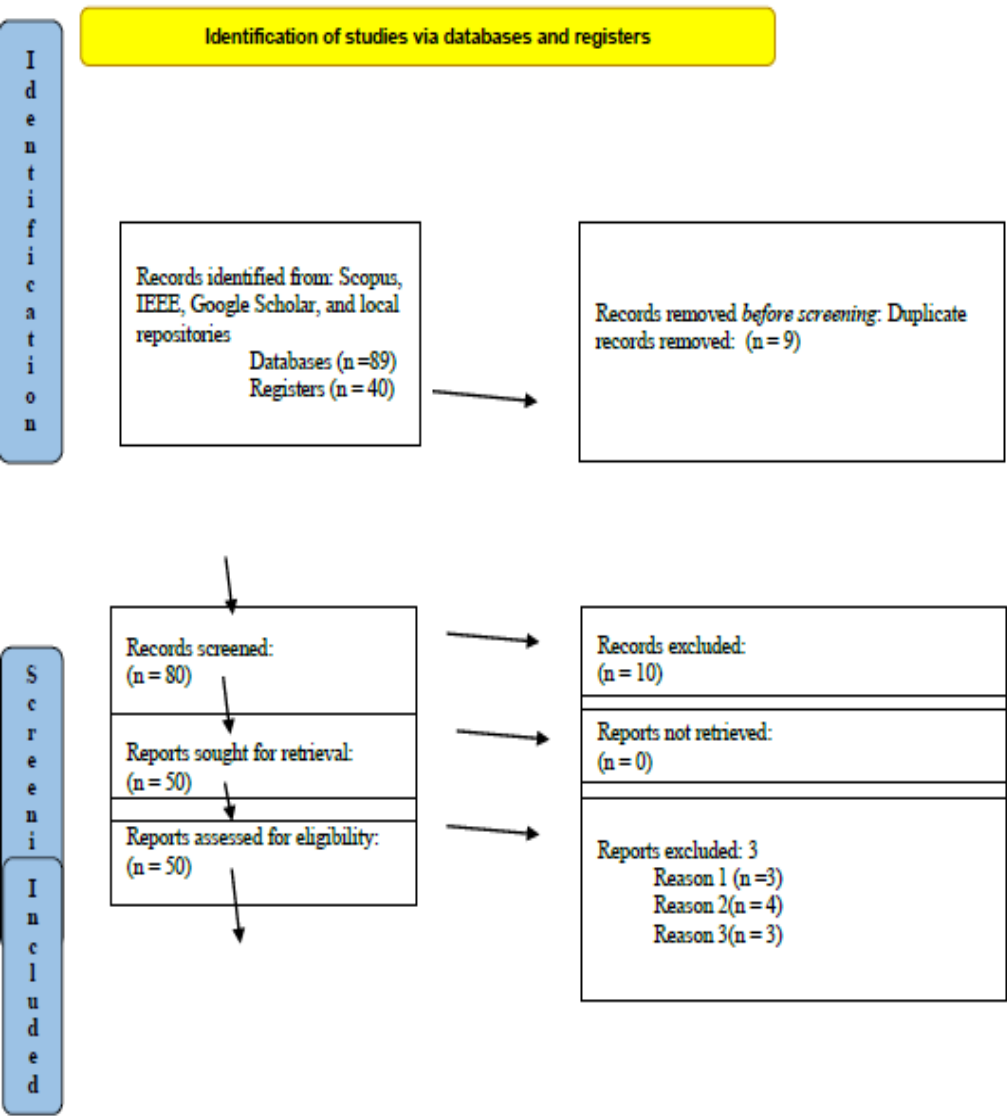 Identification of studies via databases and registers
Identification
Records identified from: Scopus,
IEEE, Google Scholar, and local
repositories
Databases (n =89)
Registers (n = 40)
Records removed before screening: Duplicate
records removed: (n = 9)
Screeni
Records screened:
(n = 80)
Records excluded:
(n = 10)
Reports sought for retrieval:
(n = 50)
Reports not retrieved:
(n = 0)
Reports assessed for eligibility:
(n = 50)
Reports excluded: 3
Reason 1 (n =3)
Reason 2(n = 4)
Reason 3(n = 3)
Included